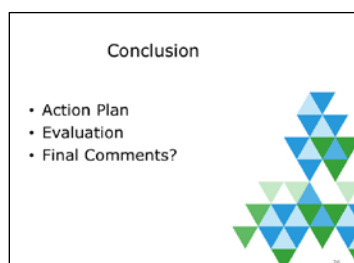 Conclusion
• Action Plan
• Evaluation
• Final Comments?